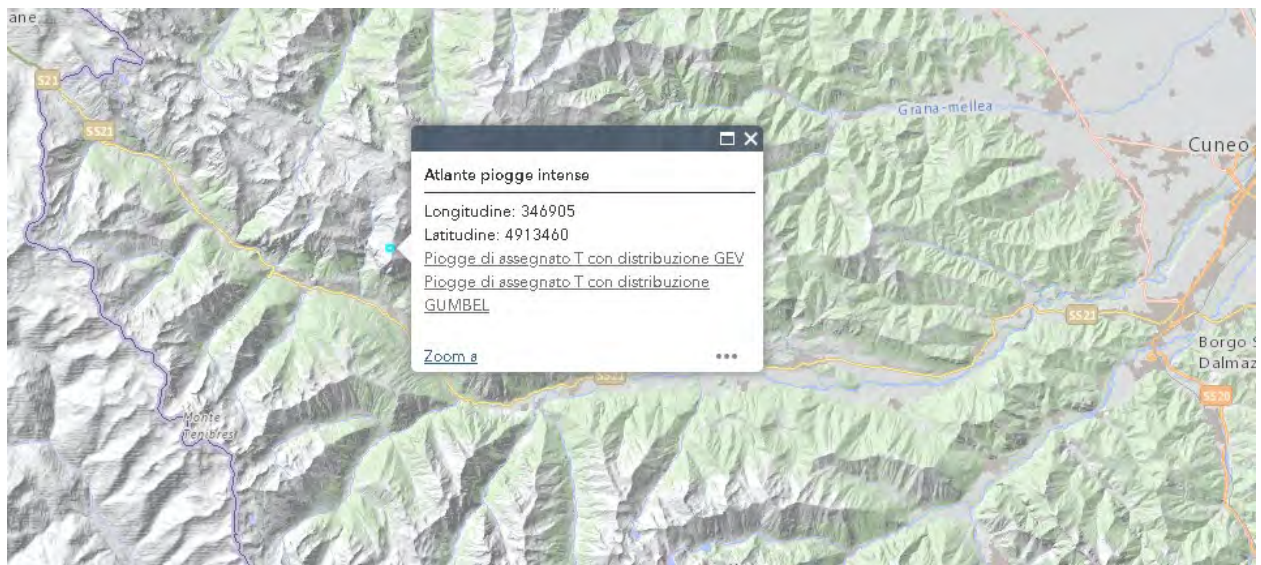 ane
S21
SS21
Grana-mellea
Cuneo
Atlante piogge intense
Longitudine: 346905
Latitudine: 4913460
Piogge di assegnato T con distribuzione GEV
Piogge di assegnato T con distribuzione
GUMBEL
Zoom a
SS21
SS21
Borgo S
Dalmaz
SS20
Monte
Tenibres